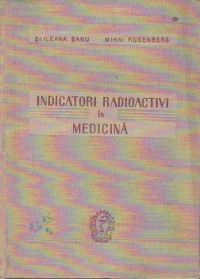 Dr. ILEANA BANU MIHAI ROSENBERG
INDICATORI RADIOACTIVI
în
MEDICINĂ